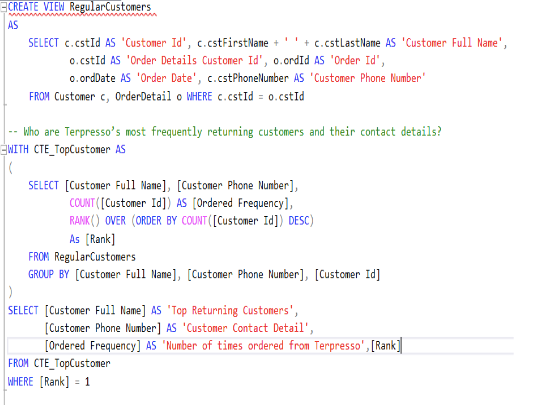 CREATE VIEW RegularCustomers
AS
SELECT c.cstId AS 'Customer Id', c.cstFirstName + ' ' + c.cstLastName AS 'Customer Full Name',
o.cstId AS 'Order Details Customer Id', o.ordId AS 'Order Id',
o.ordDate AS 'Order Date', c.cstPhoneNumber AS 'Customer Phone Number'
FROM Customer c, OrderDetail o WHERE c.cstId = o.cstId
-- Who are Terpresso’s most frequently returning customers and their contact details?
WITH CTE_TopCustomer AS
(
SELECT [Customer Full Name], [Customer Phone Number],
COUNT([Customer Id]) AS [Ordered Frequency],
RANK() OVER (ORDER BY COUNT([Customer Id]) DESC)
As [Rank]
FROM RegularCustomers
GROUP BY [Customer Full Name], [Customer Phone Number], [Customer Id]
)
SELECT [Customer Full Name] AS 'Top Returning Customers',
[Customer Phone Number] AS 'Customer Contact Detail',
[Ordered Frequency] AS 'Number of times ordered from Terpresso',[Rank]
FROM CTE_TopCustomer
WHERE [Rank] = 1